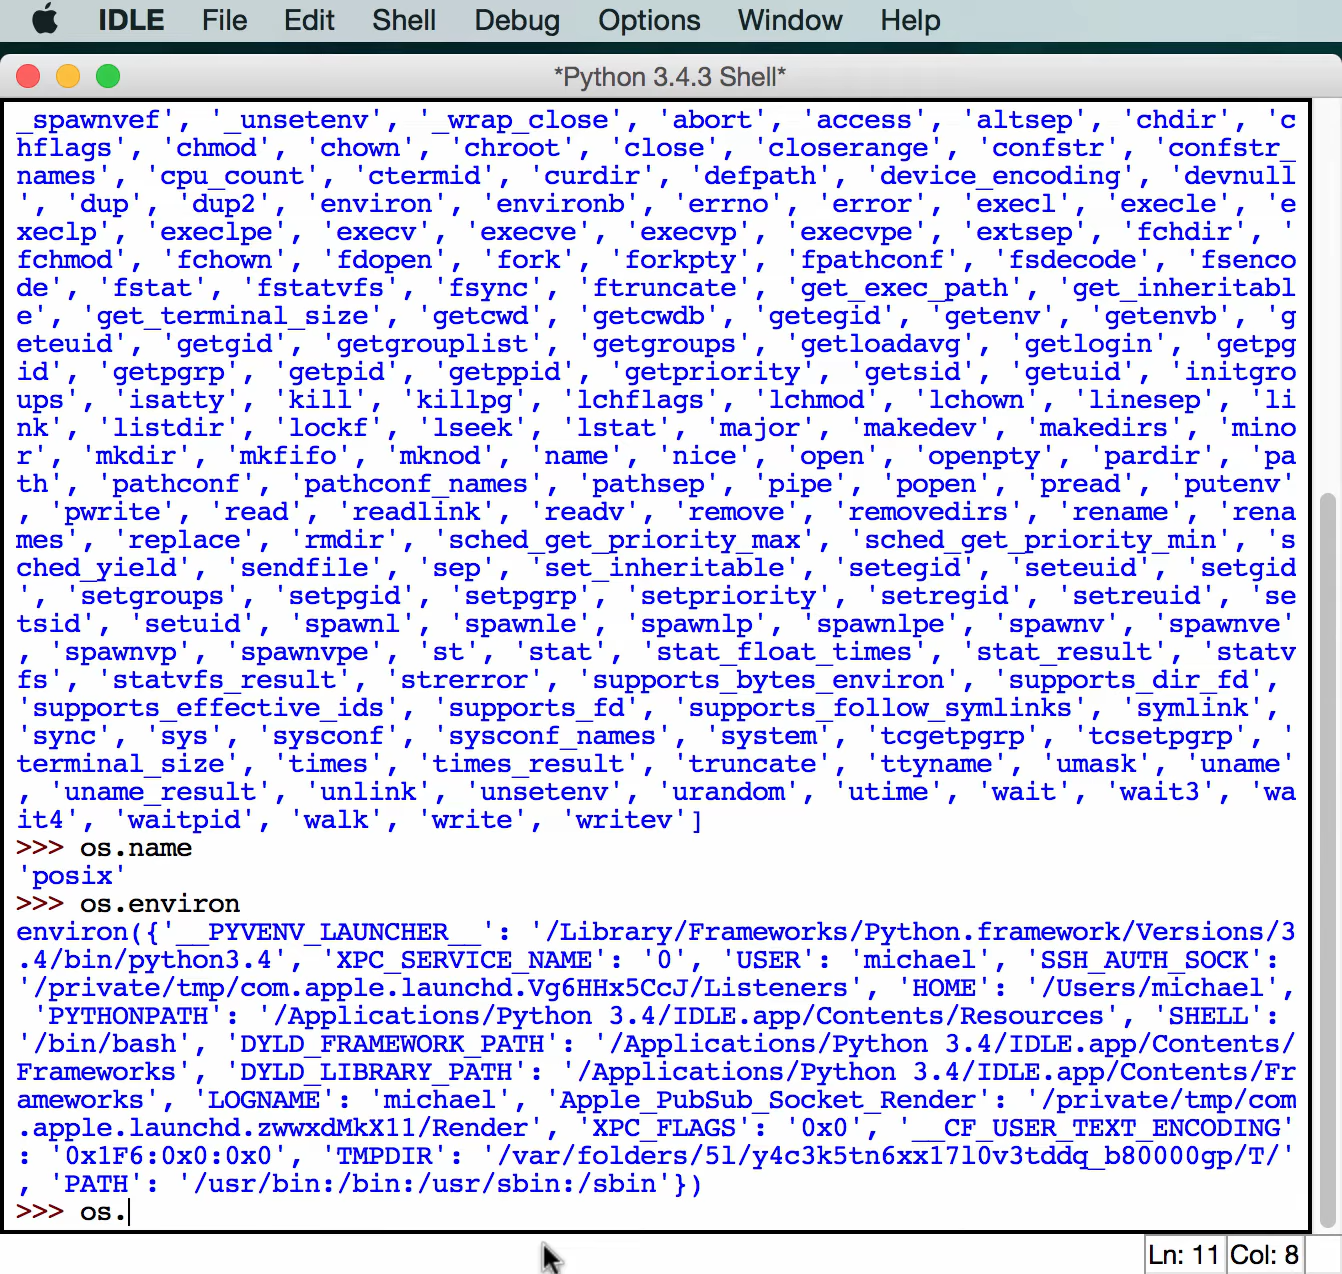 IDLE File Edit Shell Debug Options Window Help
*Python 3.4.3 Shell*
_spawnvef', '_unsetenv', '_wrap_close', 'abort', 'access', 'altsep', 'chdir', 'c
hflags', 'chmod', 'chown', 'chroot', 'close', 'closerange', 'confstr', 'confstr_
names', 'cpu_count', 'ctermid', 'curdir', 'defpath', 'device_encoding', 'devnull
', 'dup', 'dup2', 'environ', 'environb', 'errno', 'error', 'execl', 'execle', 'e
xeclp', 'execlpe', 'execv', 'execve', 'execvp', 'execvpe', 'extsep', 'fchdir', '
fchmod', 'fchown', 'fdopen', 'fork', 'forkpty', 'fpathconf', 'fsdecode', 'fsenco
de', 'fstat', 'fstatvfs', 'fsync', 'ftruncate', 'get_exec_path', 'get_inheritabl
e', 'get_terminal_size', 'getcwd', 'getcwdb', 'getegid', 'getenv', 'getenvb', 'g
eteuid', 'getgid', 'getgrouplist', 'getgroups', 'getloadavg', 'getlogin', 'getpg
id', 'getpgrp', 'getpid', 'getppid', 'getpriority', 'getsid', 'getuid', 'initgro
ups', 'isatty', 'kill', 'killpg', 'lchflags', 'lchmod', 'lchown', 'linesep', 'li
nk', 'listdir', 'lockf', 'lseek', 'lstat', 'major', 'makedev', 'makedirs', 'mino
r', 'mkdir', 'mkfifo', 'mknod', 'name', 'nice', 'open', 'openpty', 'pardir', 'pa
th', 'pathconf', 'pathconf_names', 'pathsep', 'pipe', 'popen', 'pread', 'putenv'
, 'pwrite', 'read', 'readlink', 'readv', 'remove', 'removedirs', 'rename', 'rena
mes', 'replace', 'rmdir', 'sched_get_priority_max', 'sched_get_priority_min', 's
ched_yield', 'sendfile', 'sep', 'set_inheritable', 'setegid', 'seteuid', 'setgid
', 'setgroups', 'setpgid', 'setpgrp', 'setpriority', 'setregid', 'setreuid', 'se
tsid', 'setuid', 'spawnl', 'spawnle', 'spawnlp', 'spawnlpe', 'spawnv', 'spawnve'
, 'spawnvp', 'spawnvpe', 'st', 'stat', 'stat_float_times', 'stat_result', 'statv
fs', 'statvfs_result', 'strerror', 'supports_bytes_environ', 'supports_dir_fd',
'supports_effective_ids', 'supports_fd', 'supports_follow_symlinks', 'symlink',
'sync', 'sys', 'sysconf', 'sysconf_names', 'system', 'tcgetpgrp', 'tcsetpgrp', '
terminal_size', 'times', 'times_result', 'truncate', 'ttyname', 'umask', 'uname'
, 'uname_result', 'unlink', 'unsetenv', 'urandom', 'utime', 'wait', 'wait3', 'wa
it4', 'waitpid', 'walk', 'write', 'writev']
>>> os.name
'posix'
>>> os.environ
environ({'__PYVENV_LAUNCHER__': '/Library/Frameworks/Python.framework/Versions/3
.4/bin/python3.4', 'XPC_SERVICE_NAME': '0', 'USER': 'michael', 'SSH_AUTH_SOCK':
'/private/tmp/com.apple.launchd.Vg6HHx5CcJ/Listeners', 'HOME': '/Users/michael',
'PYTHONPATH': '/Applications/Python 3.4/IDLE.app/Contents/Resources', 'SHELL':
'/bin/bash', 'DYLD_FRAMEWORK_PATH': '/Applications/Python 3.4/IDLE.app/Contents/
Frameworks', 'DYLD_LIBRARY_PATH': '/Applications/Python 3.4/IDLE.app/Contents/Fr
ameworks', 'LOGNAME': 'michael', 'Apple_PubSub_Socket_Render': '/private/tmp/com
.apple.launchd.zwwxdMkX11/Render', 'XPC_FLAGS': '0x0', '__CF_USER_TEXT_ENCODING'
: '0x1F6:0x0:0x0', 'TMPDIR': '/var/folders/5l/y4c3k5tn6xx17l0v3tddq_b80000gp/T/'
, 'PATH': '/usr/bin:/bin:/usr/sbin:/sbin'})
>>> os.
Ln: 11 Col: 8